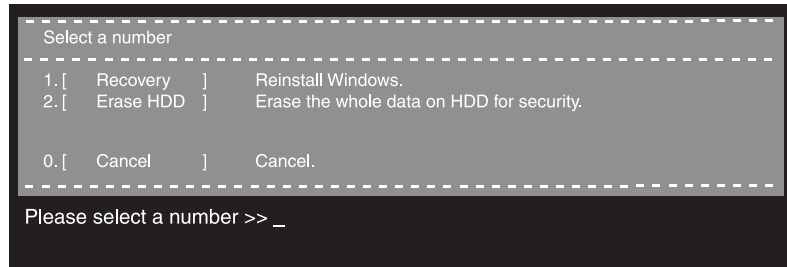 Select a number
1. [ Recovery ] Reinstall Windows.
2. [ Erase HDD ] Erase the whole data on HDD for security.
0. [ Cancel ] Cancel.
Please select a number >> _